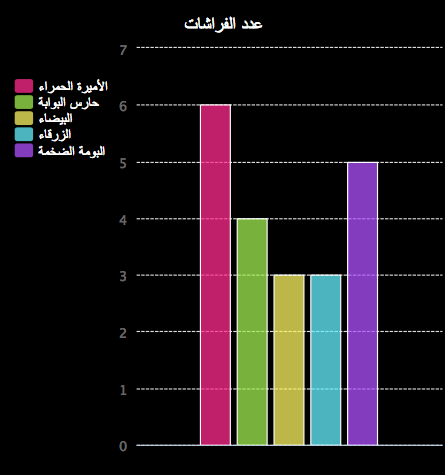 عدد الفراشات
الأميرة الحمراء
حارس البوابة
البيضاء
الزرقاء
البومة الضخمة
7
6
5
4
3
2
1
0